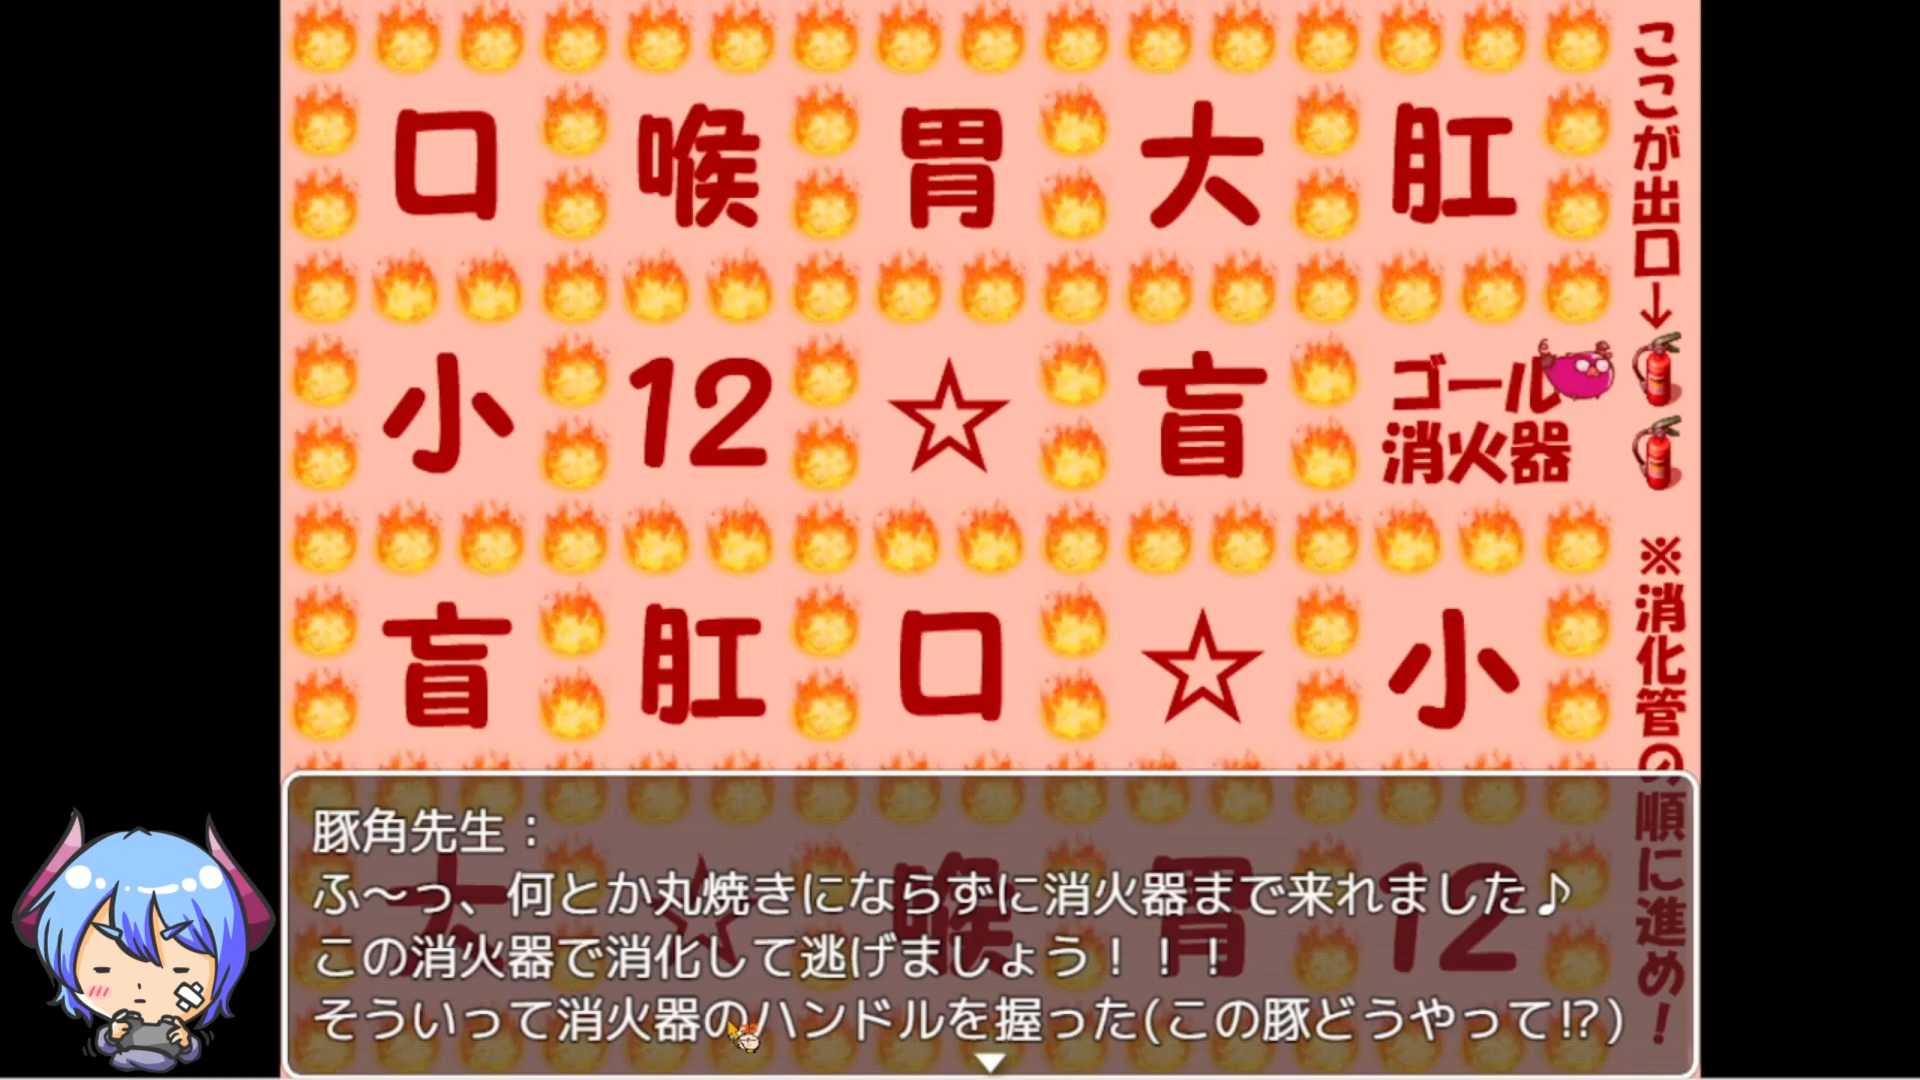 口 喉 胃 大 肛
小 12 ☆ 盲 ゴール
消火器
盲 肛 口 ☆ 小
大 ☆ 喉 胃 12
ここが出口→
※消化管の順に進め！
豚角先生：
ふ～っ、何とか丸焼きにならずに消火器まで来れました♪
この消火器で消化して逃げましょう！！！
そういって消火器のハンドルを握った(この豚どうやって!?)